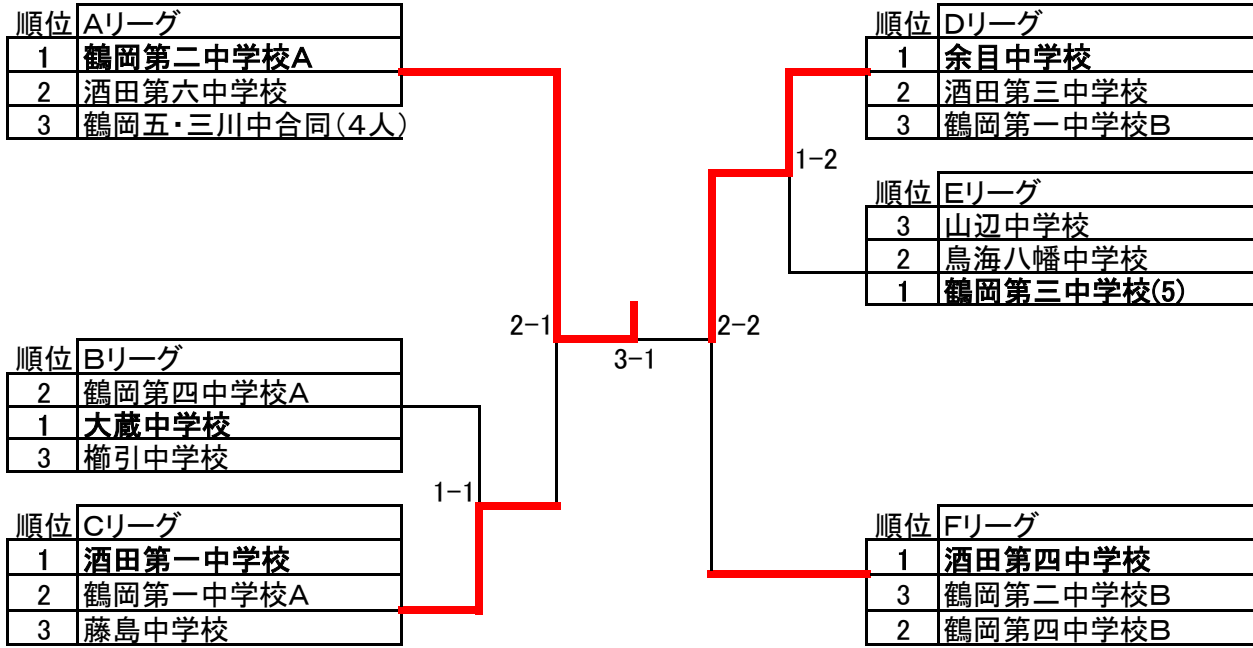 順位 Aリーグ
1 鶴岡第二中学校A
2 酒田第六中学校
3 鶴岡五・三川中合同(4人)
順位 Bリーグ
2 鶴岡第四中学校A
1 大蔵中学校
3 櫛引中学校
順位 Cリーグ
1 酒田第一中学校
2 鶴岡第一中学校A
3 藤島中学校
1-1
2-1
3-1
2-2
1-2
順位 Dリーグ
1 余目中学校
2 酒田第三中学校
3 鶴岡第一中学校B
順位 Eリーグ
3 山辺中学校
2 鳥海八幡中学校
1 鶴岡第三中学校(5)
順位 Fリーグ
1 酒田第四中学校
3 鶴岡第二中学校B
2 鶴岡第四中学校B